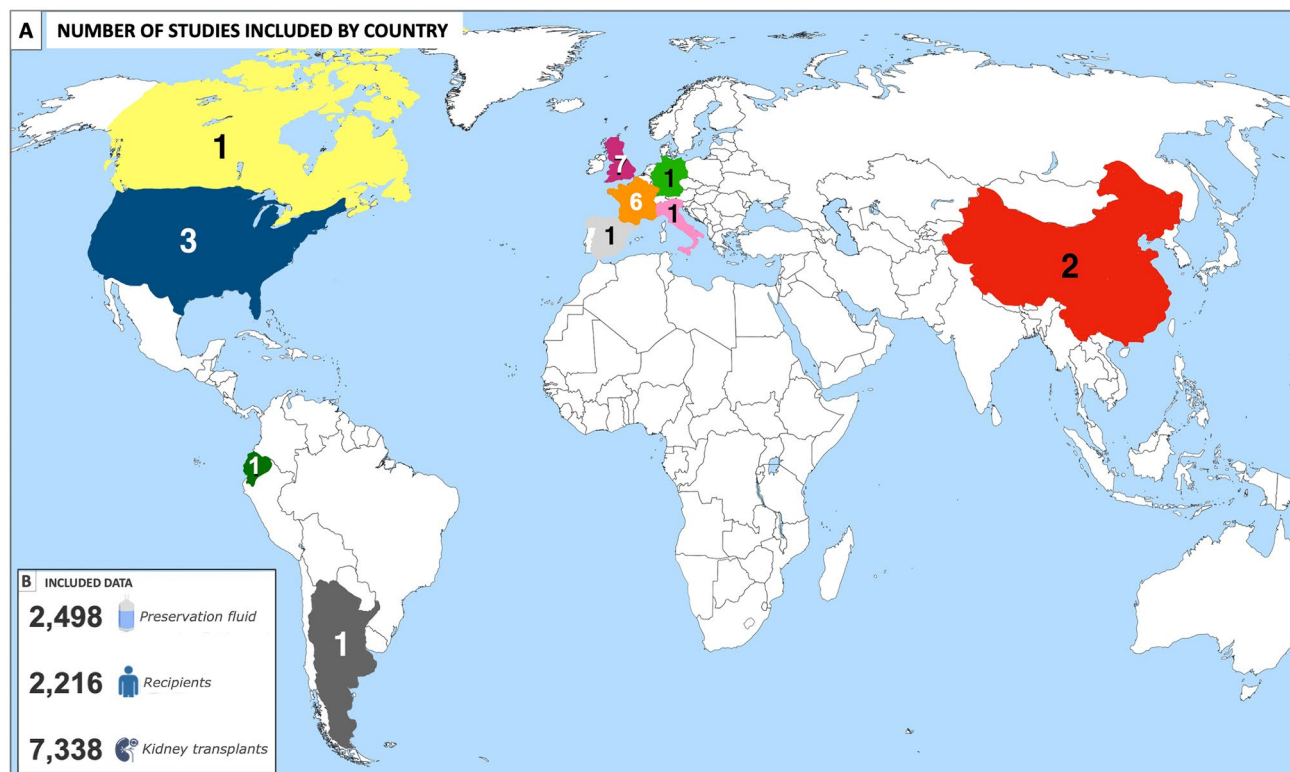 A NUMBER OF STUDIES INCLUDED BY COUNTRY
1
3
7
1
6
1
1
2
1
1
B INCLUDED DATA
2,498 Preservation fluid
2,216 Recipients
7,338 Kidney transplants